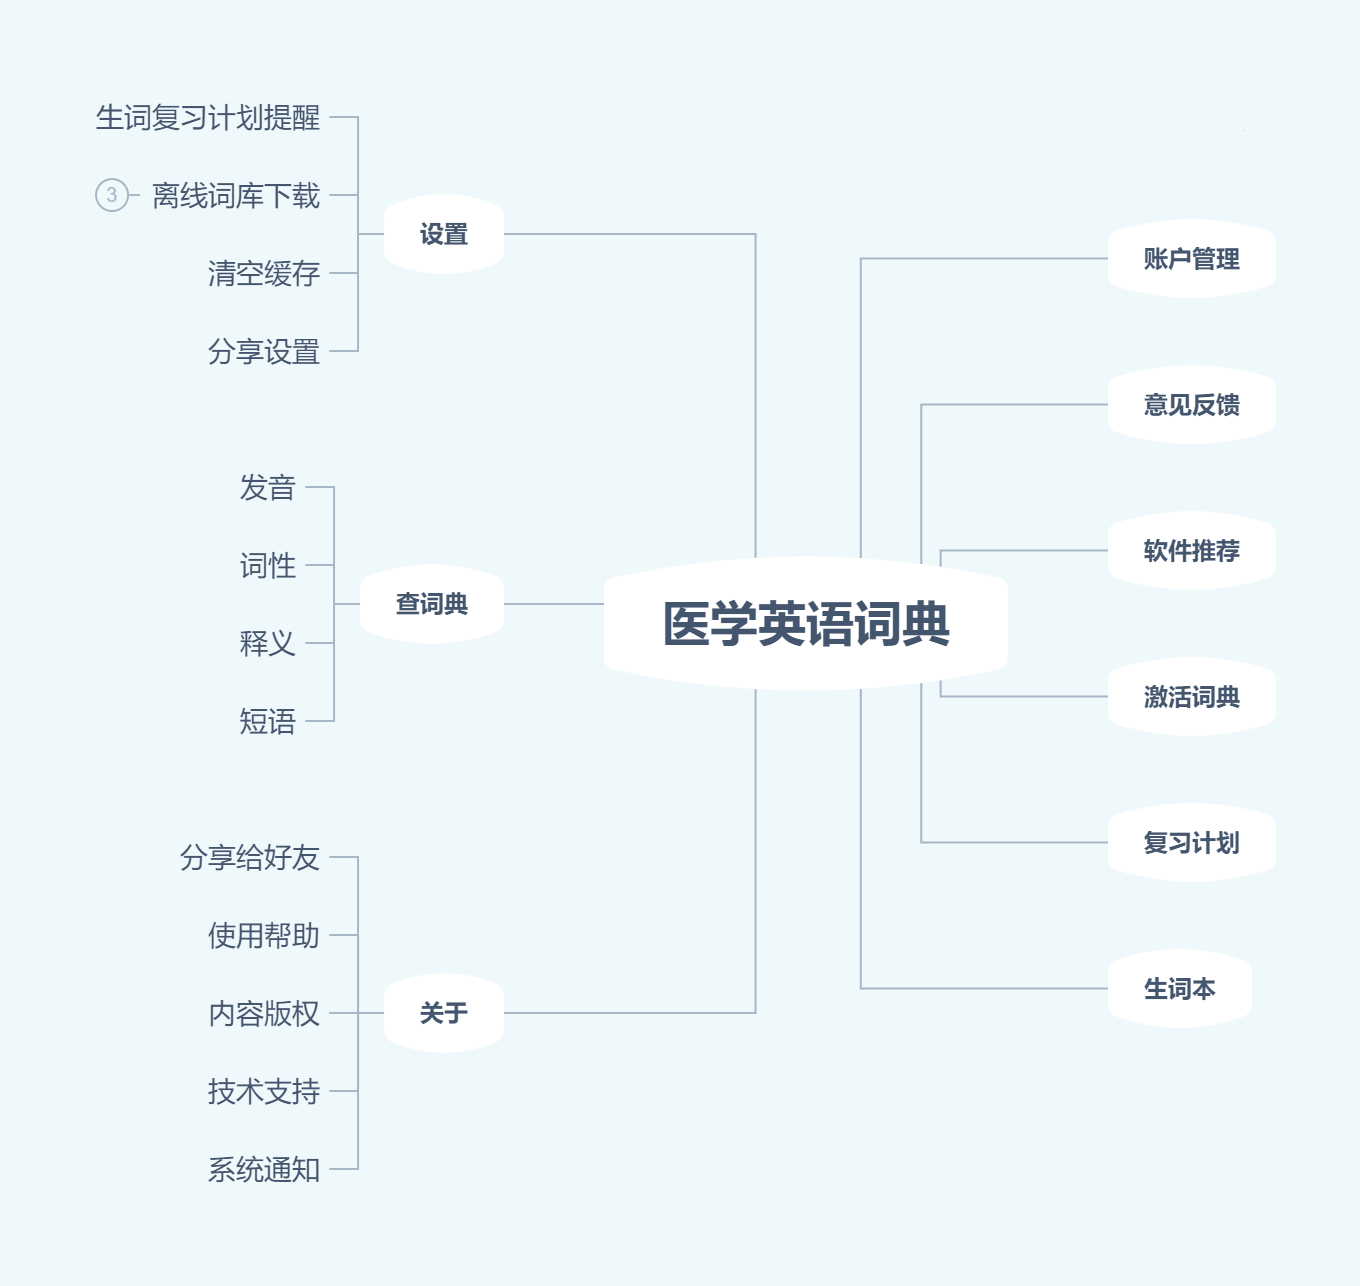 医学英语词典
账户管理
意见反馈
软件推荐
激活词典
复习计划
生词本
设置
生词复习计划提醒
离线词库下载
3
清空缓存
分享设置
查词典
发音
词性
释义
短语
关于
分享给好友
使用帮助
内容版权
技术支持
系统通知